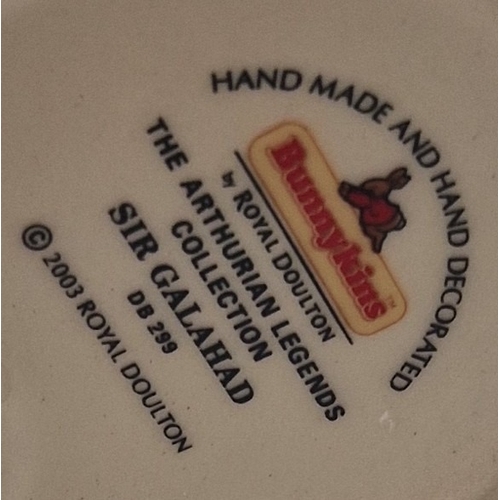 HAND MADE AND HAND DECORATED
Bunnykins™
by ROYAL DOULTON
THE ARTHURIAN LEGENDS
COLLECTION
SIR GALAHAD
DB 299
© 2003 ROYAL DOULTON